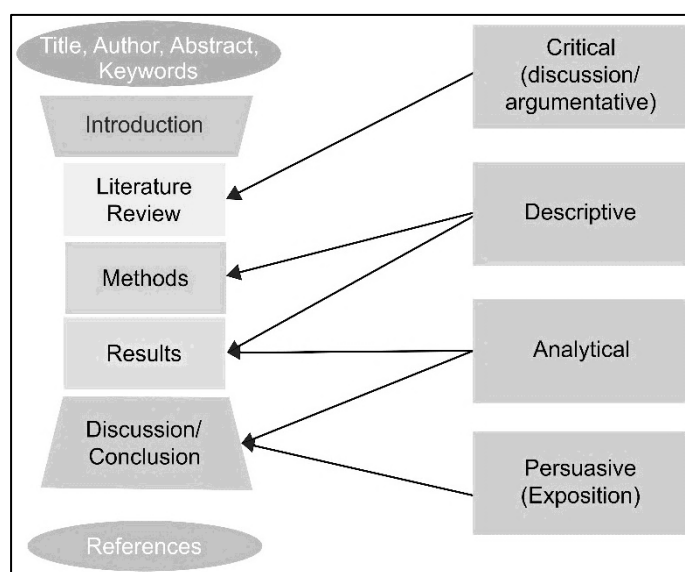 Title, Author, Abstract,
Keywords
Introduction
Literature
Review
Methods
Results
Discussion/
Conclusion
References
Critical
(discussion/
argumentative)
Descriptive
Analytical
Persuasive
(Exposition)